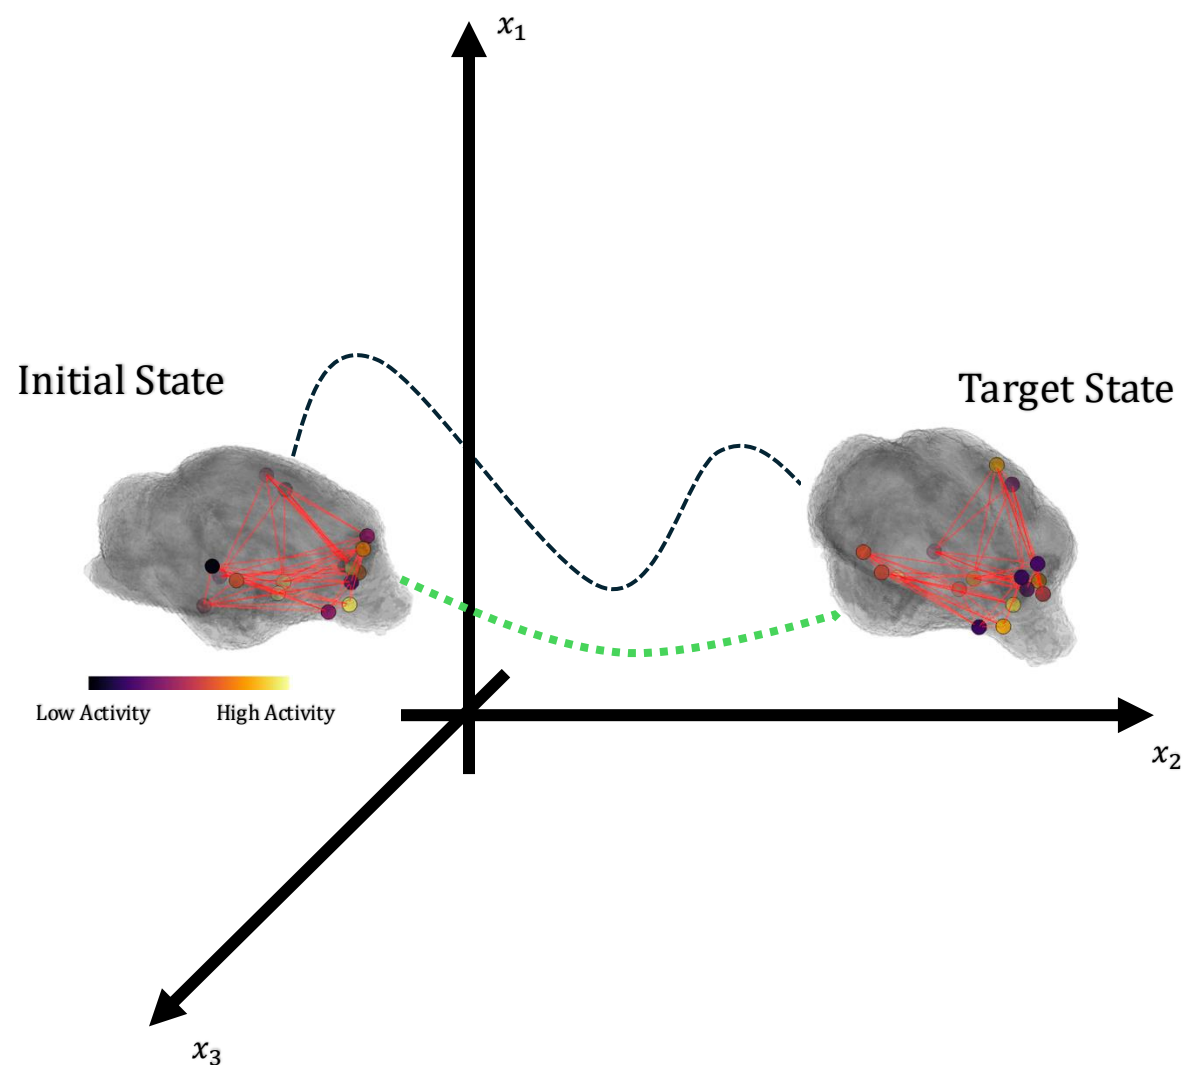 x₁
Initial State
Target State
Low Activity
High Activity
x₂
x₃